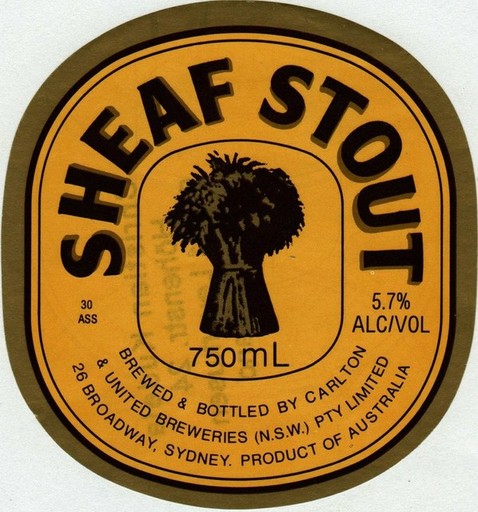 SHEAF STOUT
30
ASS
5.7%
ALC/VOL
750mL
BREWED & BOTTLED BY CARLTON
& UNITED BREWERIES (N.S.W.) PTY LIMITED
26 BROADWAY, SYDNEY. PRODUCT OF AUSTRALIA